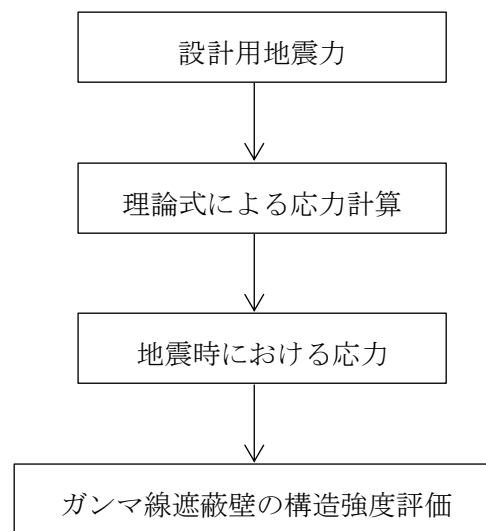 設計用地震力
理論式による応力計算
地震時における応力
ガンマ線遮蔽壁の構造強度評価